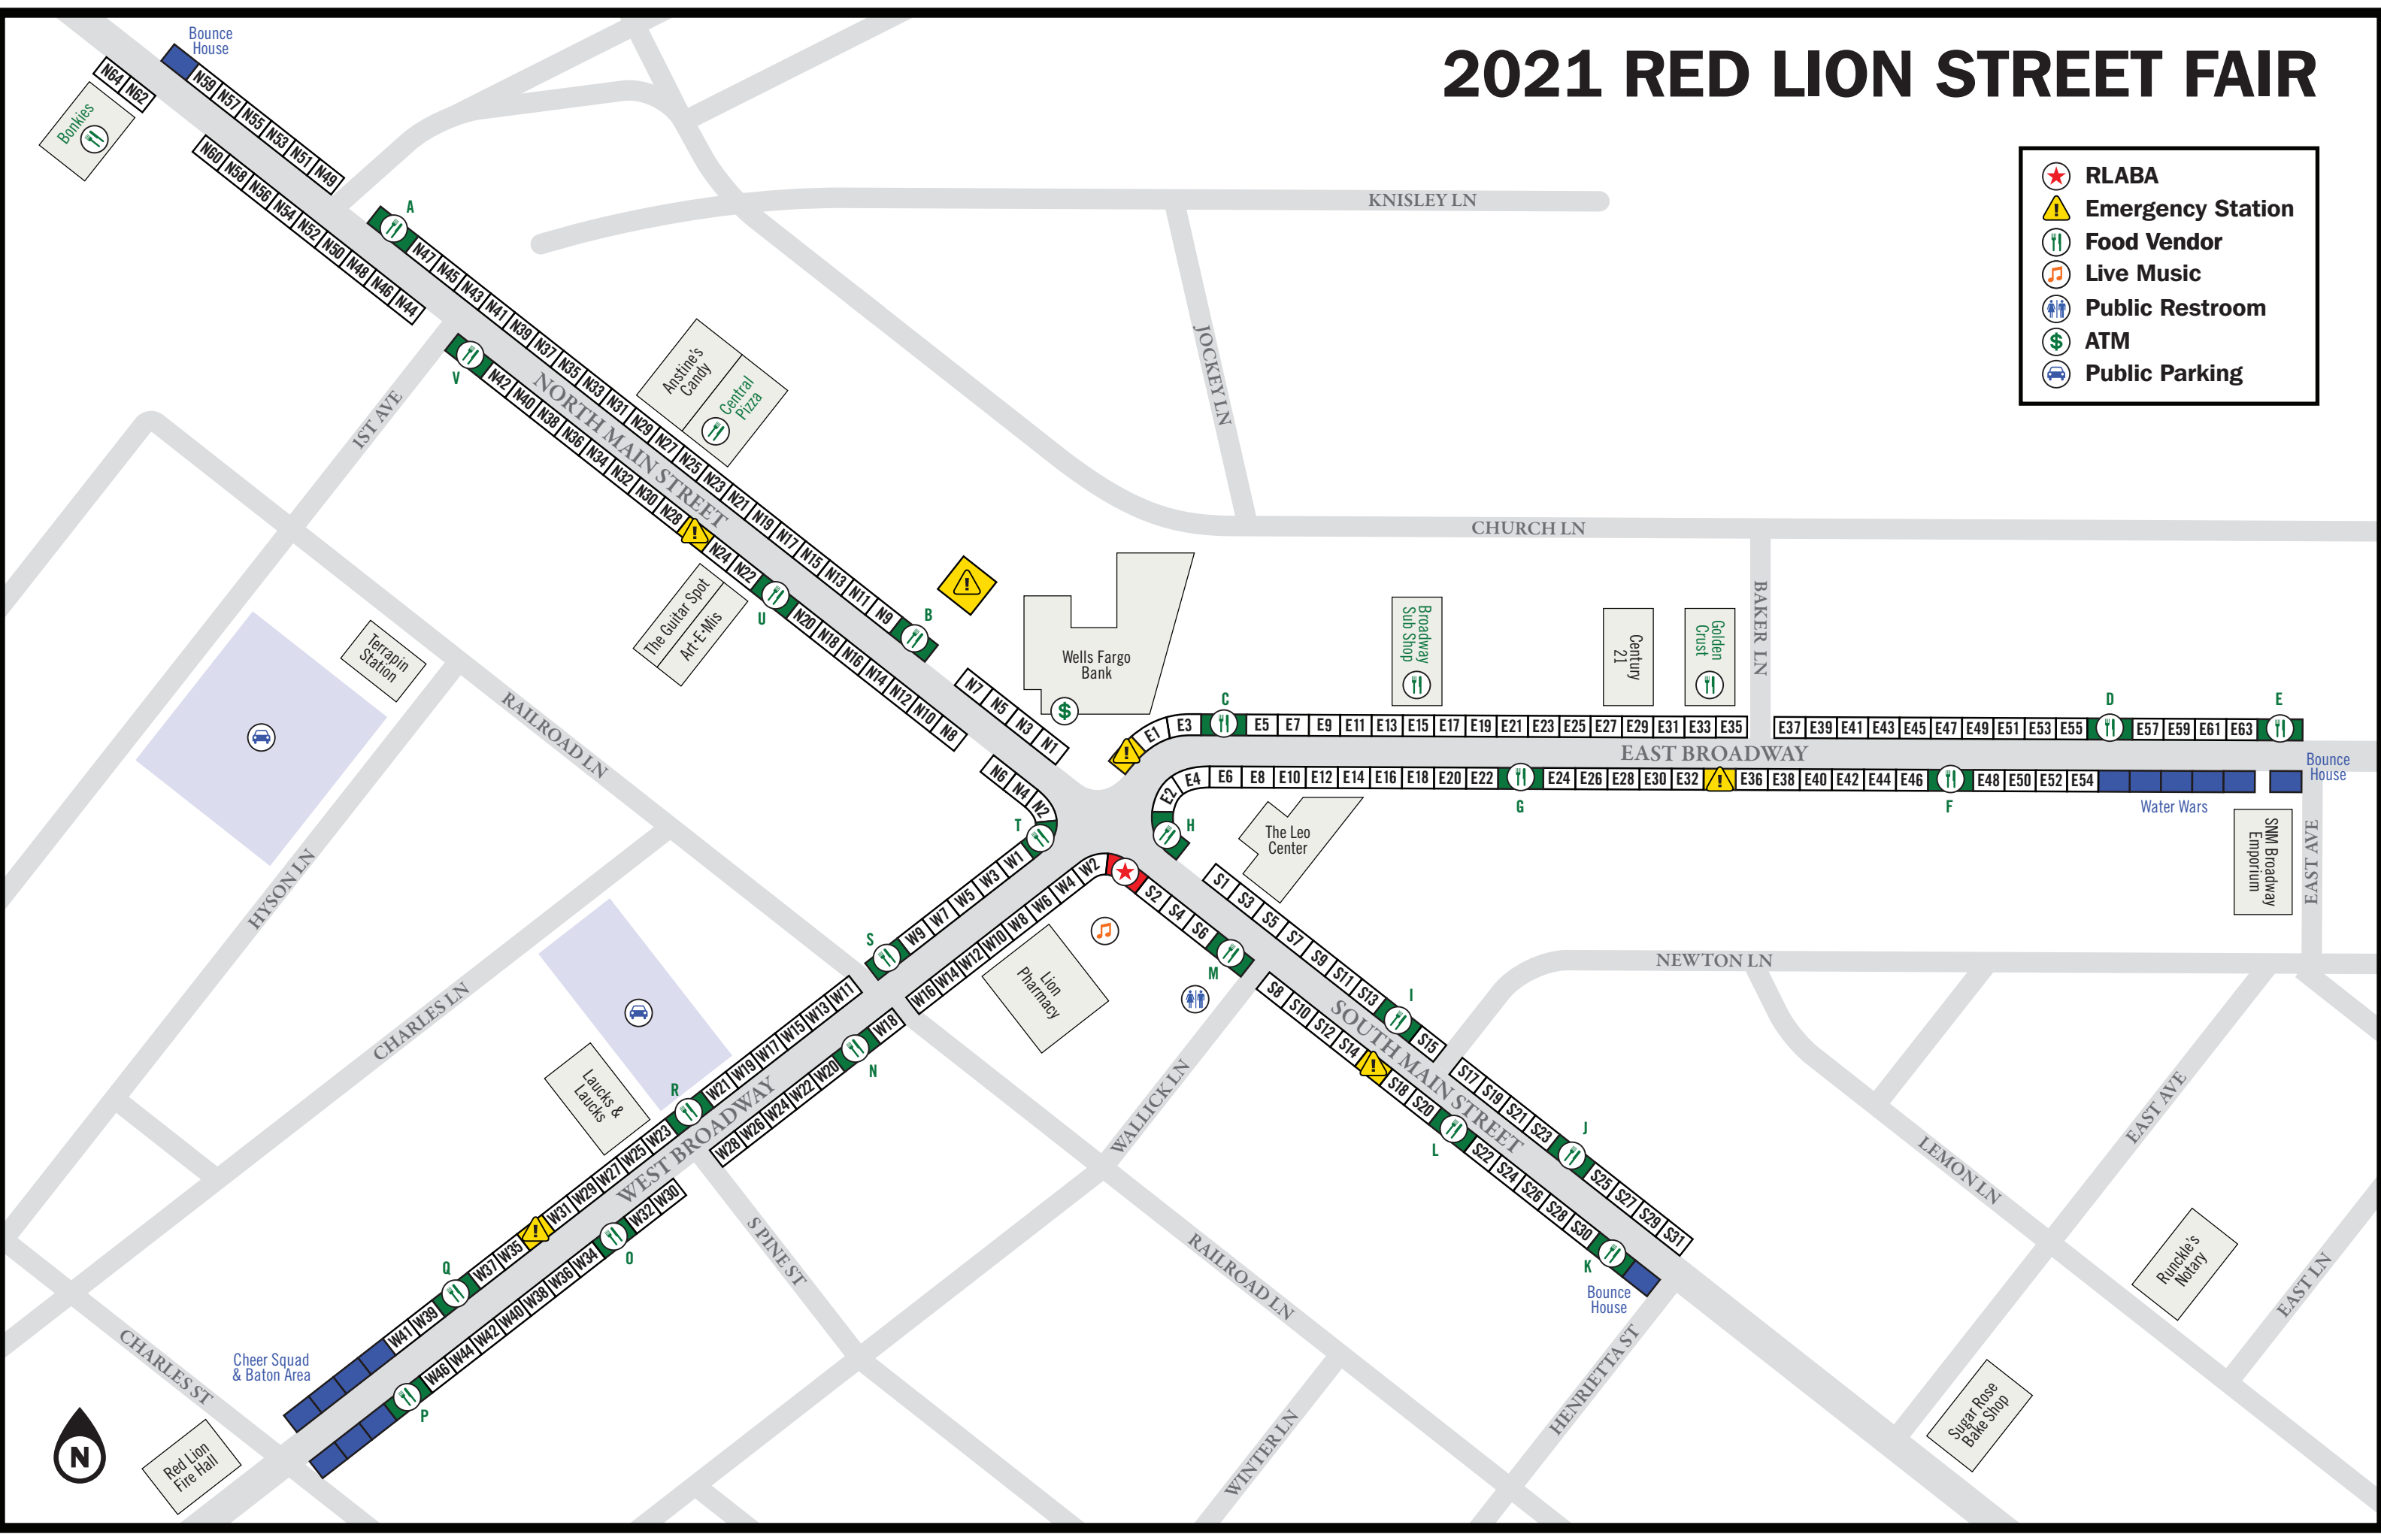 2021 RED LION STREET FAIR
RLABA
Emergency Station
Food Vendor
Live Music
Public Restroom
ATM
Public Parking
Bounce
House
N64 N62
Bonkies
N59 N57 N55 N53 N51 N49
N60 N58 N56 N54 N52 N50 N48 N46 N44
A
N47 N45 N43 N41 N39 N37 N35 N33 N31 N29 N27 N25 N23 N21 N19 N17 N15 N13 N11 N9
B
N7 N5 N3 N1
V
N42 N40 N38 N36 N34 N32 N30 N28
N24 N22
U
N20 N18 N16 N14 N12 N10 N8
N6 N4 N2
T
NORTH MAIN STREET
Anstine's
Candy
Central
Pizza
The Guitar Spot
Art•E•Mis
Terrapin
Station
Wells Fargo
Bank
KNISLEY LN
JOCKEY LN
CHURCH LN
BAKER LN
1ST AVE
RAILROAD LN
HYSON LN
CHARLES LN
Broadway
Sub Shop
Century
21
Golden
Crust
C
D
E
E1 E3
E5 E7 E9 E11 E13 E15 E17 E19 E21 E23 E25 E27 E29 E31 E33 E35
E37 E39 E41 E43 E45 E47 E49 E51 E53 E55
E57 E59 E61 E63
EAST BROADWAY
E2 E4 E6 E8 E10 E12 E14 E16 E18 E20 E22
E24 E26 E28 E30 E32
E36 E38 E40 E42 E44 E46
E48 E50 E52 E54
G
F
H
Water Wars
Bounce
House
SNM Broadway
Emporium
EAST AVE
The Leo
Center
NEWTON LN
S
W9 W7 W5 W3 W1
W16 W14 W12 W10 W8 W6 W4 W2
S2 S4 S6
M
S1 S3 S5 S7 S9 S11 S13
I
S15
S8 S10 S12 S14
S18 S20
L
S22 S24 S26 S28 S30
K
S17 S19 S21 S23
J
S25 S27 S29 S31
SOUTH MAIN STREET
Bounce
House
Lion
Pharmacy
Laucks &
Laucks
R
W21 W19 W17 W15 W13 W11
W18
N
W28 W26 W24 W22 W20
WEST BROADWAY
W31 W29 W27 W25 W23
W32 W30
O
Q
W37 W35
W41 W39
W46 W44 W42 W40 W38 W36 W34
P
Cheer Squad
& Baton Area
CHARLES ST
Red Lion
Fire Hall
S PINE ST
WALLICK LN
RAILROAD LN
WINTER LN
HENRIETTA ST
EAST AVE
LEMON LN
EAST LN
Runckle's
Notary
Sugar Rose
Bake Shop
N